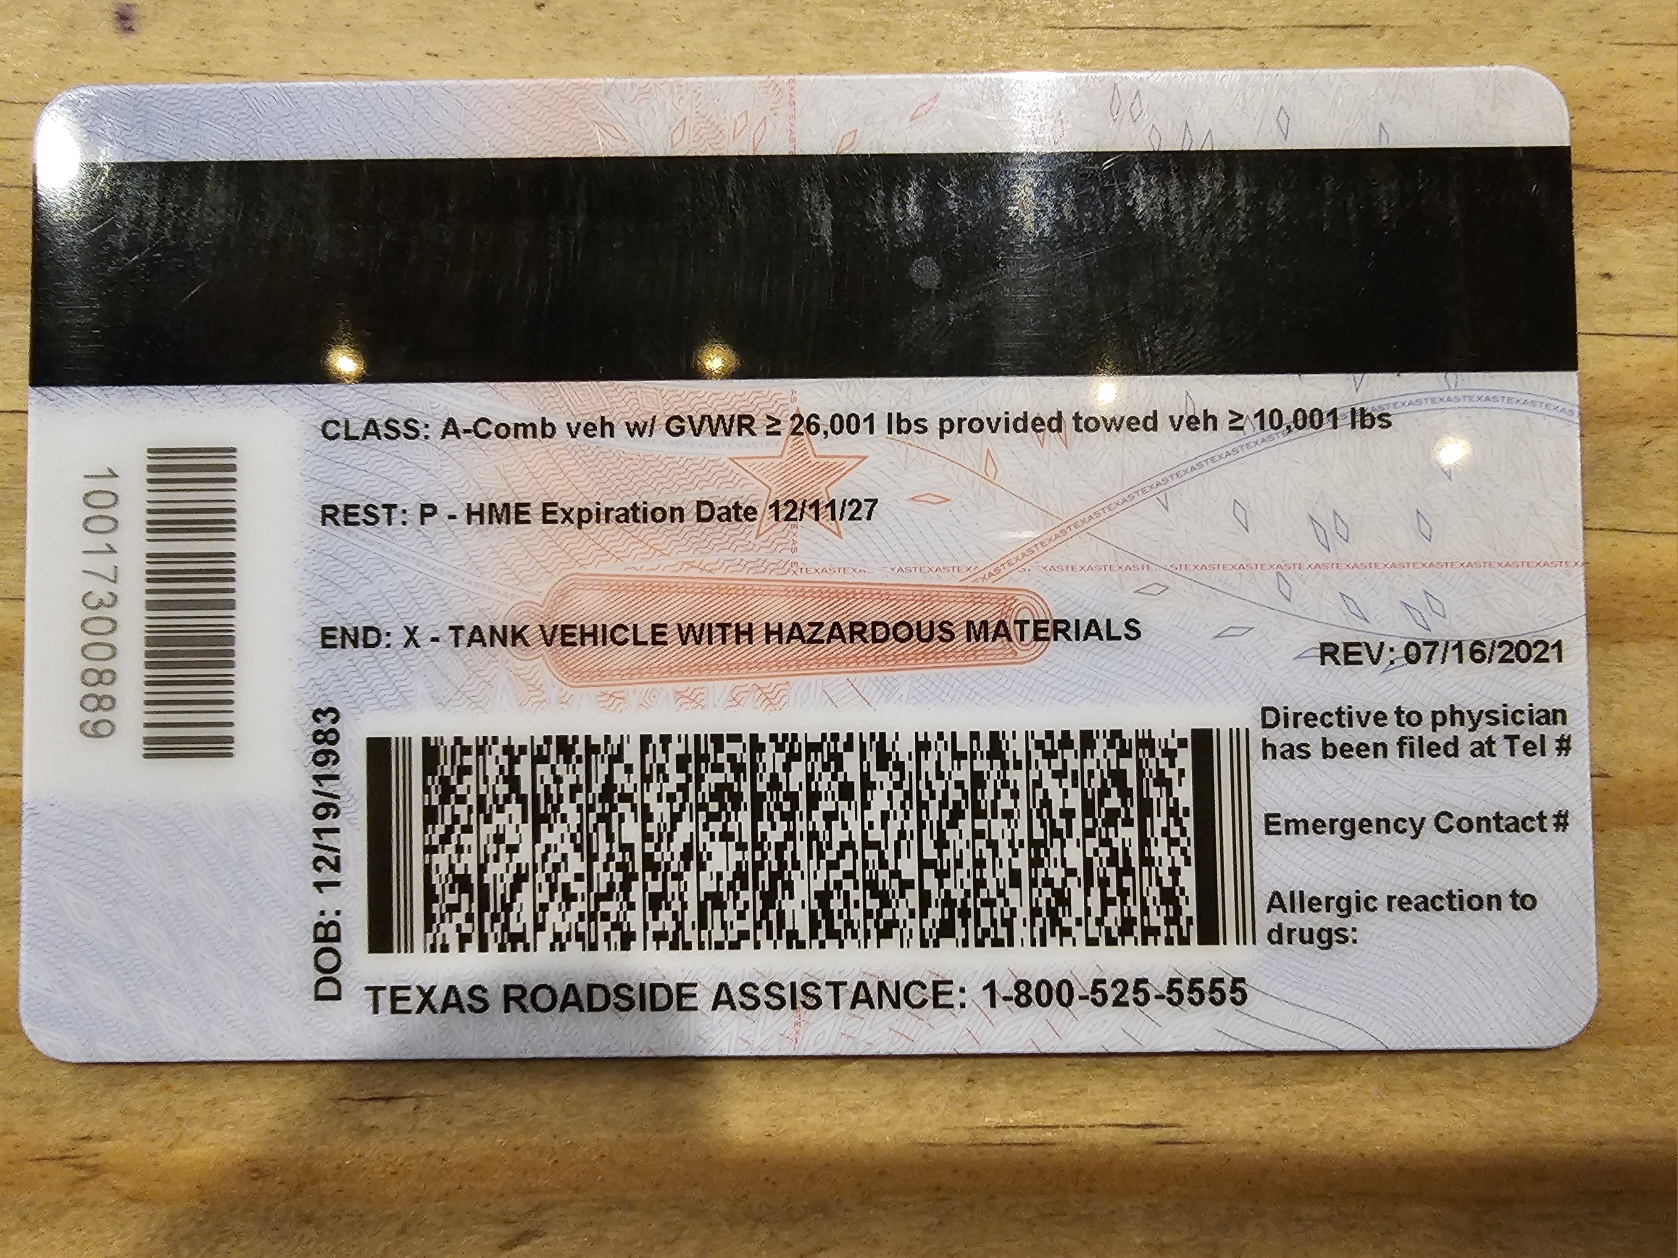 CLASS: A-Comb veh w/ GVWR ≥ 26,001 lbs provided towed veh ≥ 10,001 lbs
REST: P - HME Expiration Date 12/11/27
END: X - TANK VEHICLE WITH HAZARDOUS MATERIALS
REV: 07/16/2021
10017300889
DOB: 12/19/1983
Directive to physician
has been filed at Tel #
Emergency Contact #
Allergic reaction to
drugs:
TEXAS ROADSIDE ASSISTANCE: 1-800-525-5555